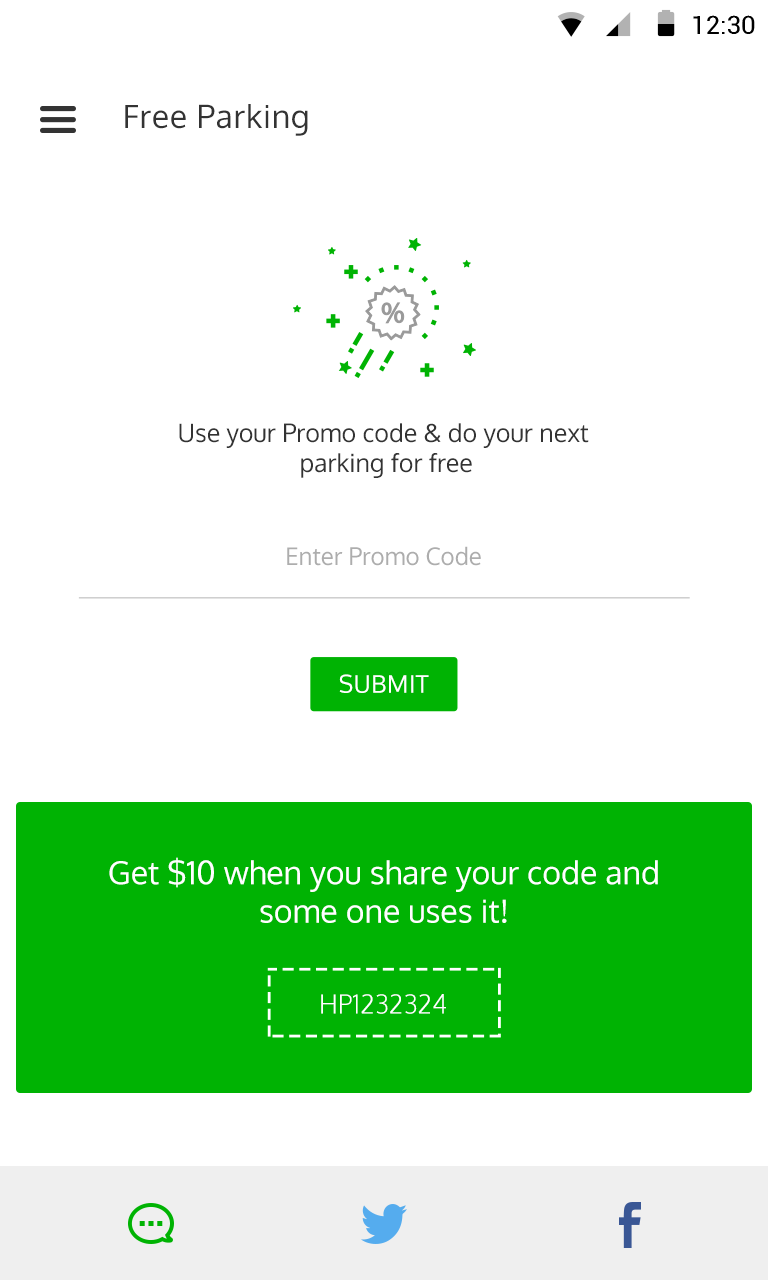 12:30
Free Parking
%
Use your Promo code & do your next
parking for free
Enter Promo Code
SUBMIT
Get $10 when you share your code and
some one uses it!
HP1232324